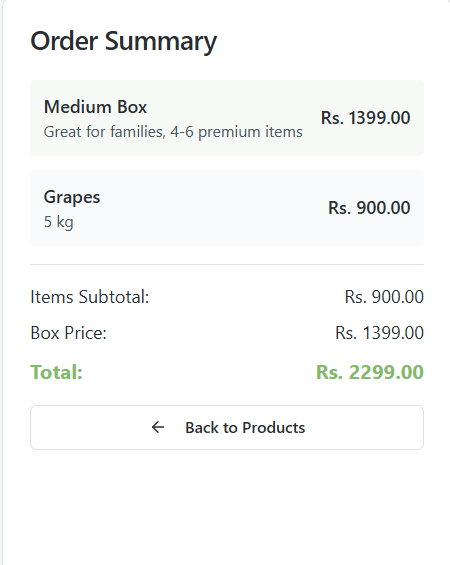 Order Summary
Medium Box
Great for families, 4-6 premium items
Rs. 1399.00
Grapes
5 kg
Rs. 900.00
Items Subtotal: Rs. 900.00
Box Price: Rs. 1399.00
Total: Rs. 2299.00
← Back to Products